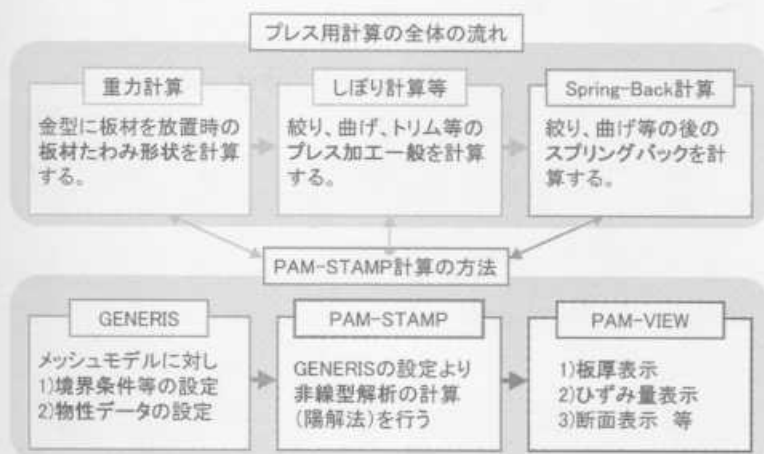 プレス用計算の全体の流れ
重力計算
金型に板材を放置時の
板材たわみ形状を計算
する。
しぼり計算等
絞り、曲げ、トリム等の
プレス加工一般を計算
する。
Spring-Back計算
絞り、曲げ等の後の
スプリングバックを計
算する。
PAM-STAMP計算の方法
GENERIS
メッシュモデルに対し
1)境界条件等の設定
2)物性データの設定
PAM-STAMP
GENERISの設定より
非線型解析の計算
(陽解法)を行う
PAM-VIEW
1)板厚表示
2)ひずみ量表示
3)断面表示 等